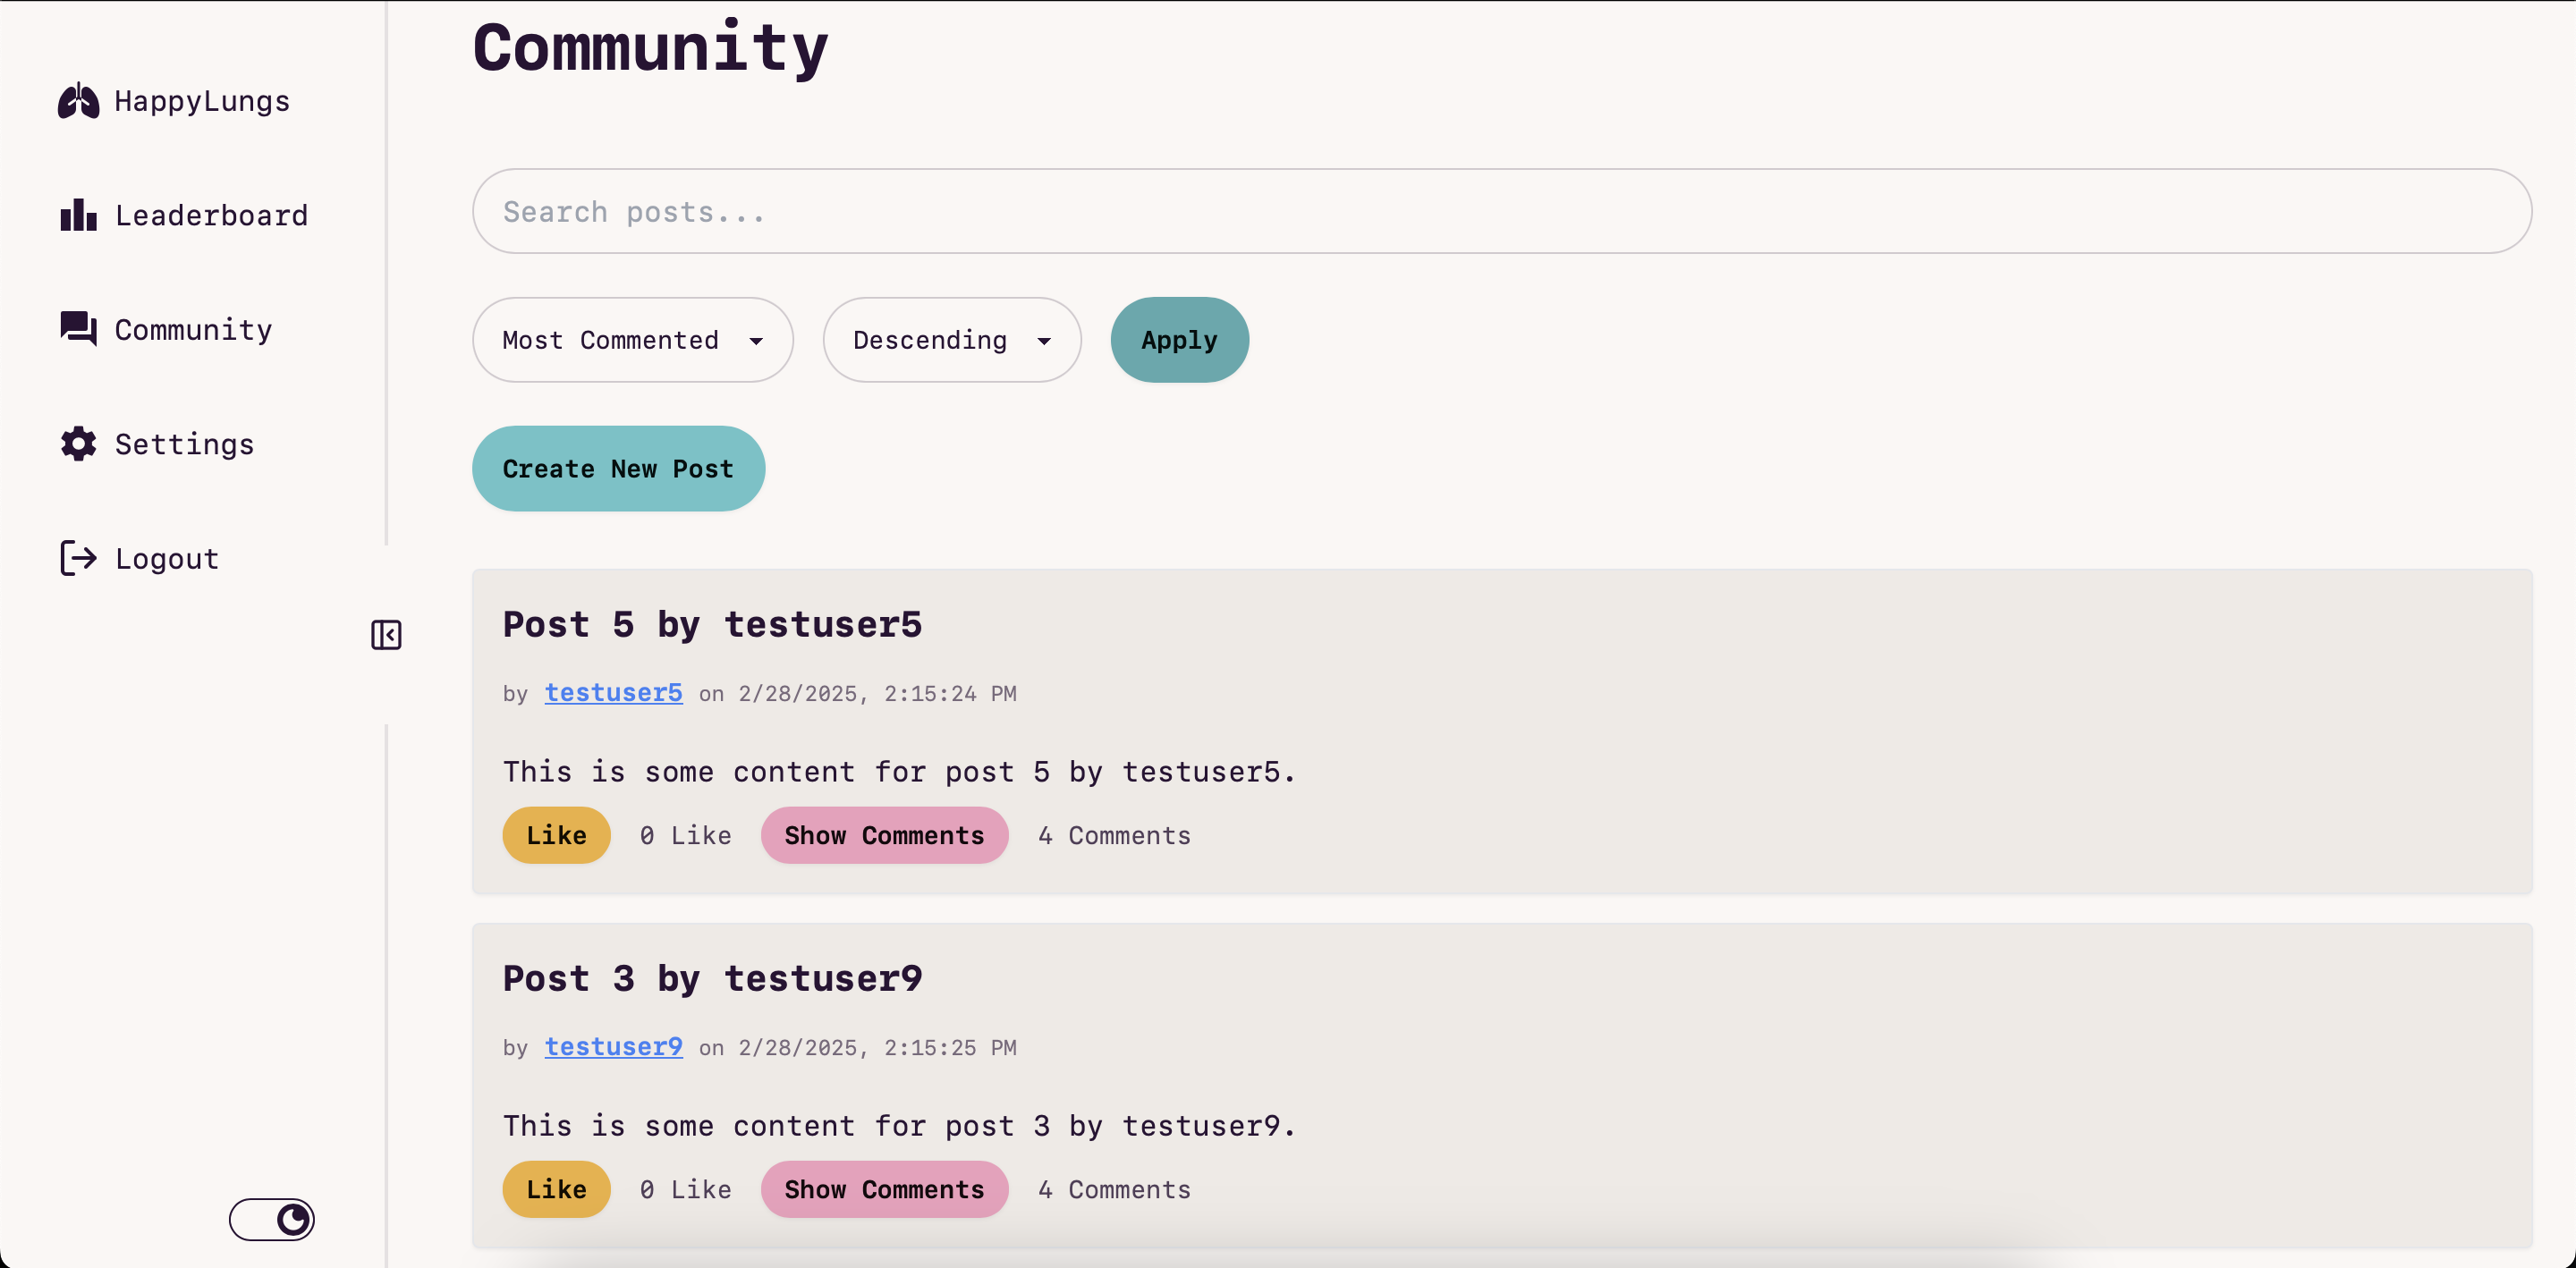 HappyLungs
Leaderboard
Community
Settings
Logout
Community
Search posts...
Most Commented
Descending
Apply
Create New Post
Post 5 by testuser5
by testuser5 on 2/28/2025, 2:15:24 PM
This is some content for post 5 by testuser5.
Like 0 Like Show Comments 4 Comments
Post 3 by testuser9
by testuser9 on 2/28/2025, 2:15:25 PM
This is some content for post 3 by testuser9.
Like 0 Like Show Comments 4 Comments